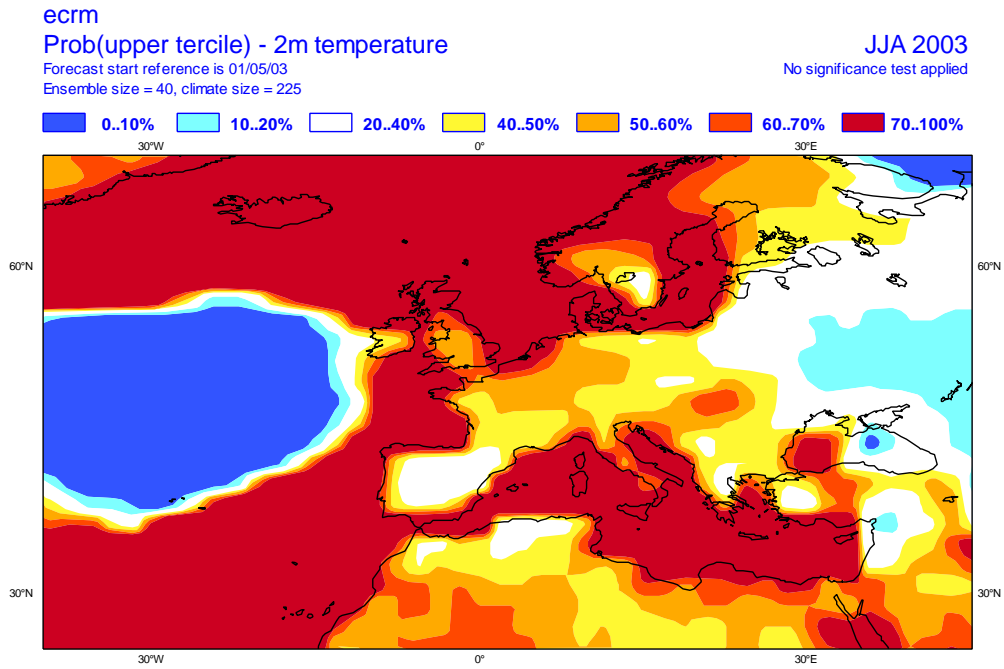 ecrm
Prob(upper tercile) - 2m temperature
JJA 2003
Forecast start reference is 01/05/03
No significance test applied
Ensemble size = 40, climate size = 225
0..10% 10..20% 20..40% 40..50% 50..60% 60..70% 70..100%
30°W 0° 30°E
60°N 60°N
30°N 30°N
30°W 0° 30°E